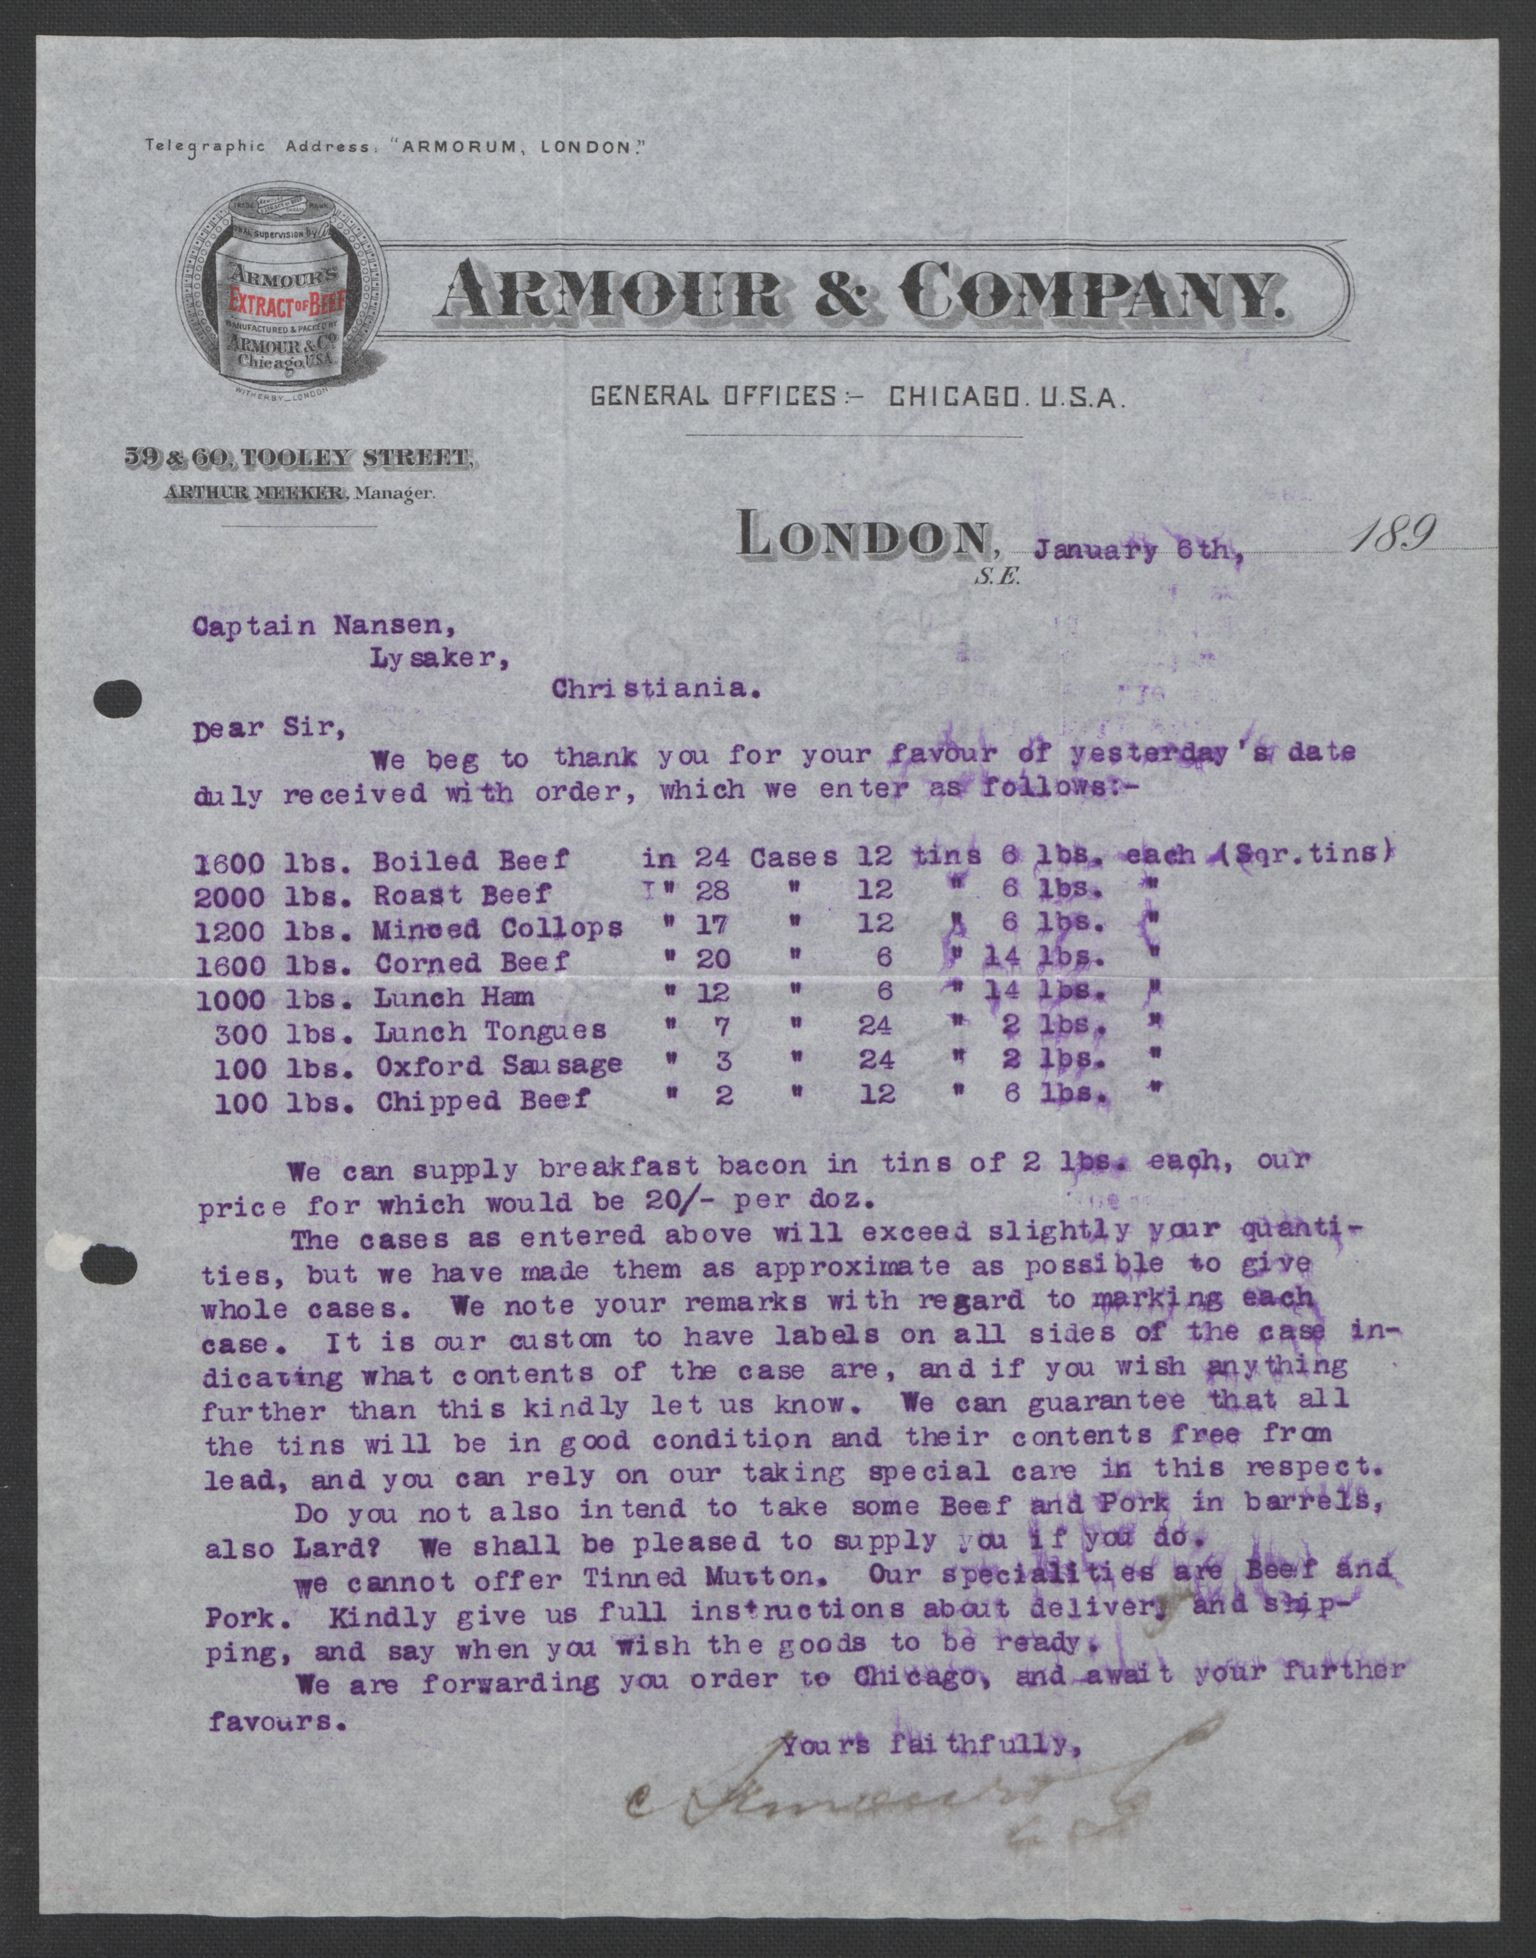 Telegraphic Address: "ARMORUM, LONDON."
TRADE MARK
ARMOUR'S
EXTRACT OF BEEF
MANUFACTURED & PACKED BY
ARMOUR & Co
Chicago, U.S.A.
WITHERBY_LONDON
ARMOUR & COMPANY.
GENERAL OFFICES:- CHICAGO. U.S.A.
59 & 60, TOOLEY STREET,
ARTHUR MEEKER, Manager.
LONDON, January 6th, 189
S.E.
Captain Nansen,
Lysaker,
Christiania.
Dear Sir,
We beg to thank you for your favour of yesterday's date
duly received with order, which we enter as follows:-
1600 lbs. Boiled Beef in 24 Cases 12 tins 6 lbs. each (Sqr.tins)
2000 lbs. Roast Beef " 28 " 12 " 6 lbs. "
1200 lbs. Minced Collops " 17 " 12 " 6 lbs. "
1600 lbs. Corned Beef " 20 " 6 " 14 lbs. "
1000 lbs. Lunch Ham " 12 " 6 " 14 lbs. "
300 lbs. Lunch Tongues " 7 " 24 " 2 lbs. "
100 lbs. Oxford Sausage " 3 " 24 " 2 lbs. "
100 lbs. Chipped Beef " 2 " 12 " 6 lbs. "
We can supply breakfast bacon in tins of 2 lbs. each, our
price for which would be 20/- per doz.
The cases as entered above will exceed slightly your quanti-
ties, but we have made them as approximate as possible to give
whole cases. We note your remarks with regard to marking each
case. It is our custom to have labels on all sides of the case in-
dicating what contents of the case are, and if you wish anything
further than this kindly let us know. We can guarantee that all
the tins will be in good condition and their contents free from
lead, and you can rely on our taking special care in this respect.
Do you not also intend to take some Beef and Pork in barrels,
also Lard? We shall be pleased to supply you if you do.
We cannot offer Tinned Mutton. Our specialities are Beef and
Pork. Kindly give us full instructions about delivery and ship-
ping, and say when you wish the goods to be ready.
We are forwarding you order to Chicago, and await your further
favours.
Yours faithfully,